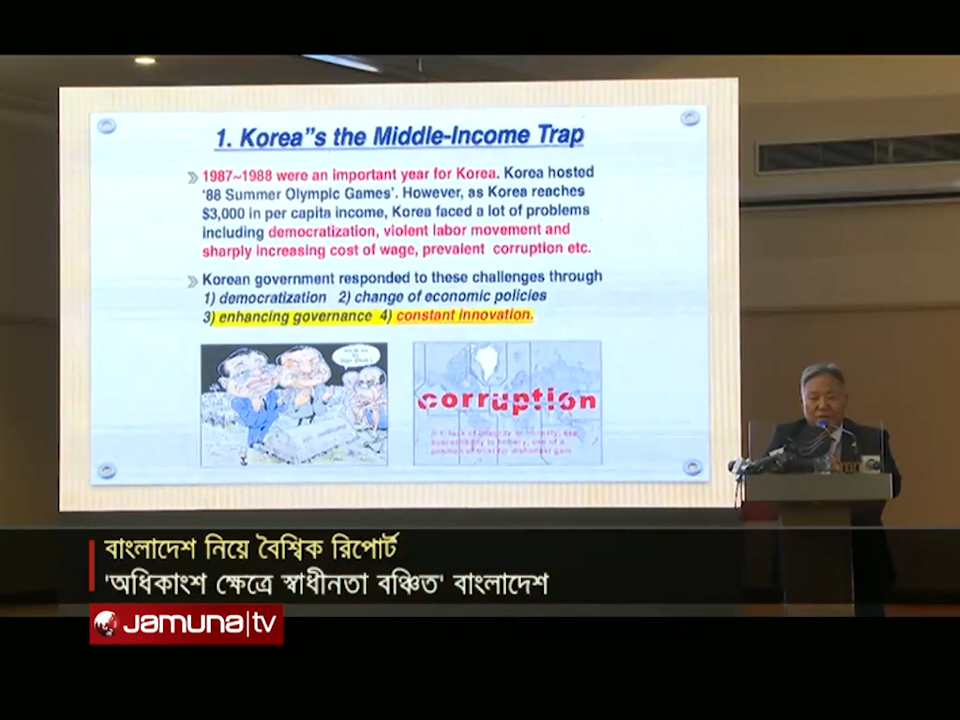 1. Korea"s the Middle-Income Trap
1987~1988 were an important year for Korea. Korea hosted
'88 Summer Olympic Games'. However, as Korea reaches
$3,000 in per capita income, Korea faced a lot of problems
including democratization, violent labor movement and
sharply increasing cost of wage, prevalent corruption etc.
Korean government responded to these challenges through
1) democratization 2) change of economic policies
3) enhancing governance 4) constant innovation.
corruption
বাংলাদেশ নিয়ে বৈশ্বিক রিপোর্ট
'অধিকাংশ ক্ষেত্রে স্বাধীনতা বঞ্চিত' বাংলাদেশ
Jamuna|tv